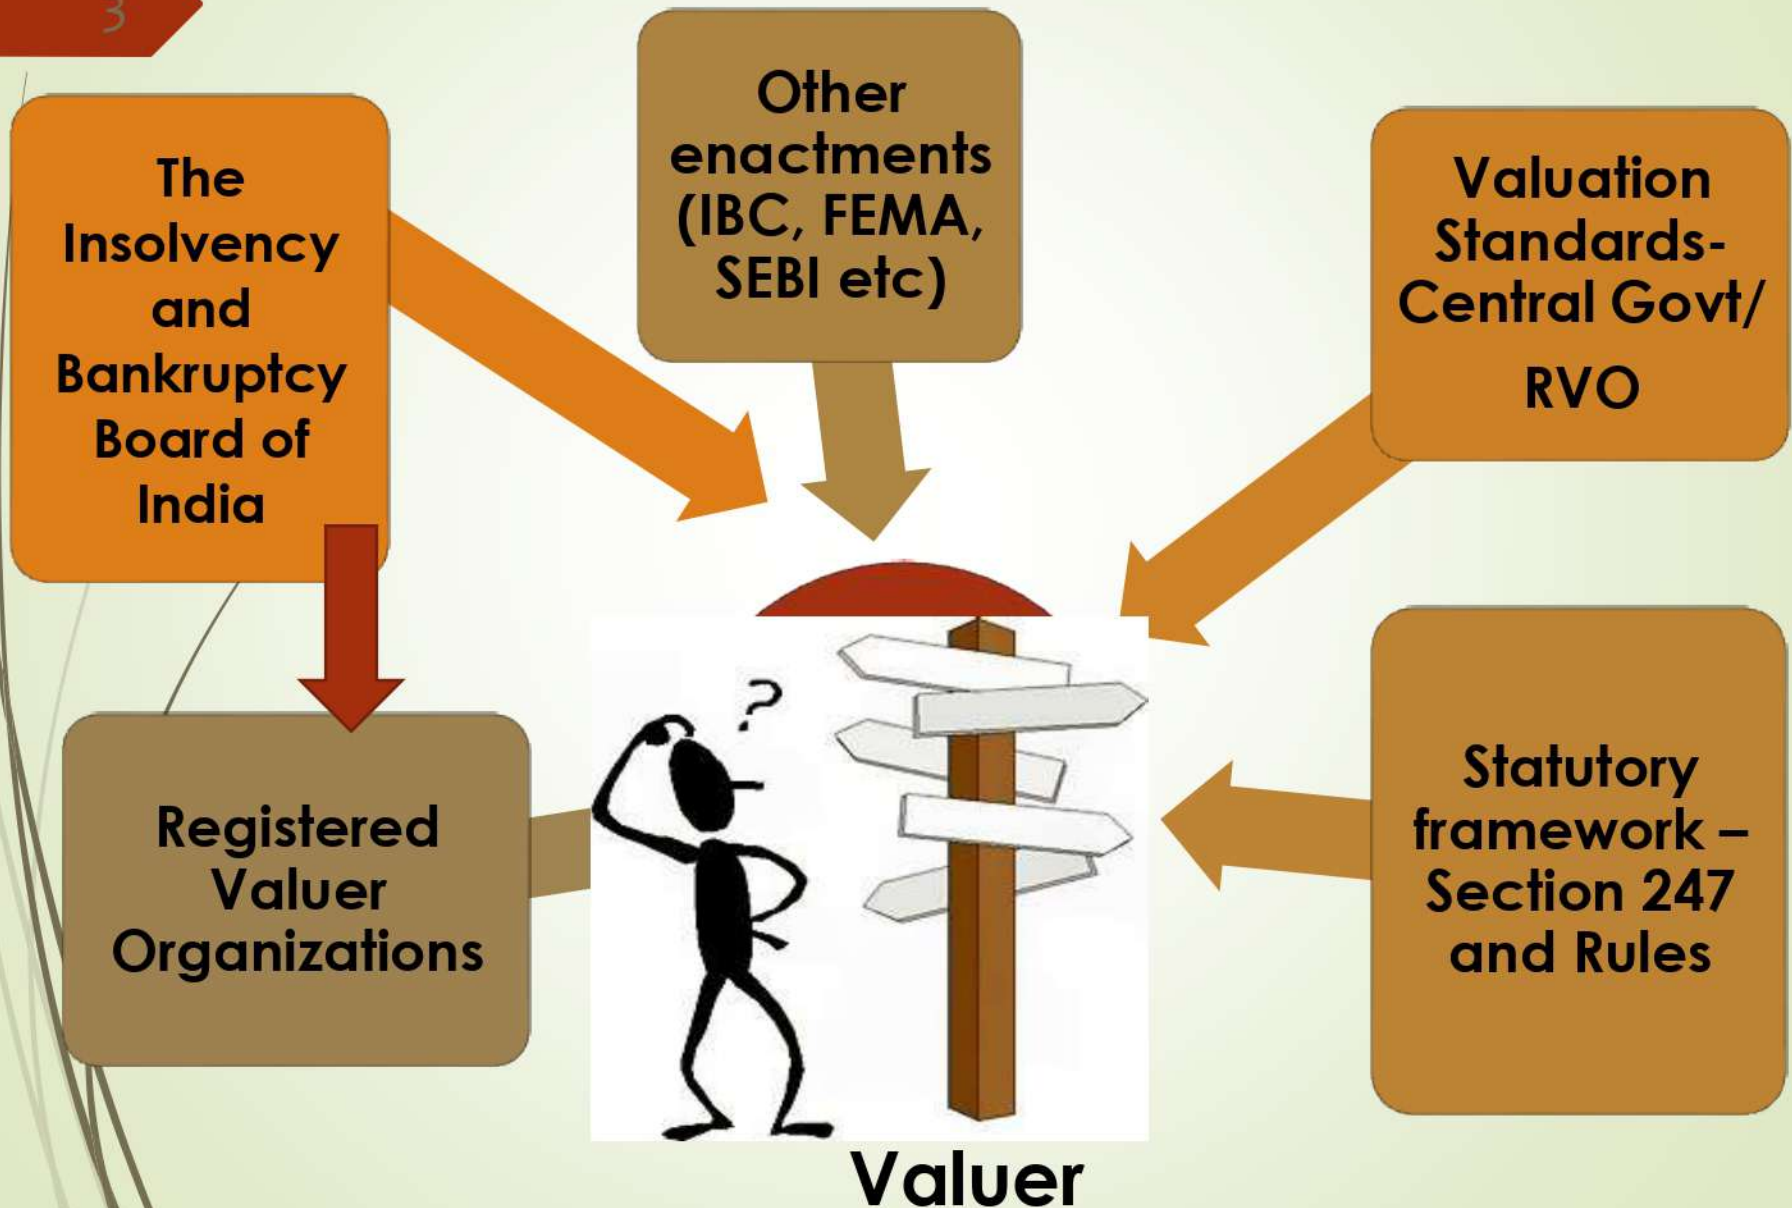 3
The
Insolvency
and
Bankruptcy
Board of
India
Other
enactments
(IBC, FEMA,
SEBI etc)
Valuation
Standards-
Central Govt/
RVO
Registered
Valuer
Organizations
?
Statutory
framework –
Section 247
and Rules
Valuer